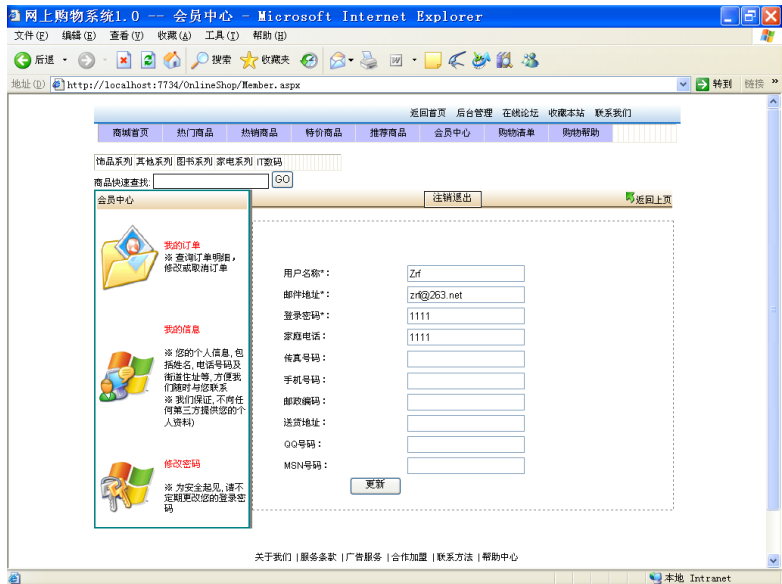 网上购物系统1.0 -- 会员中心 - Microsoft Internet Explorer
文件(F) 编辑(E) 查看(V) 收藏(A) 工具(T) 帮助(H)
后退 搜索 收藏夹
地址(D) http://localhost:7734/OnlineShop/Member.aspx 转到 链接 »
返回首页 后台管理 在线论坛 收藏本站 联系我们
商城首页 热门商品 热销商品 特价商品 推荐商品 会员中心 购物清单 购物帮助
饰品系列 其他系列 图书系列 家电系列 IT数码
商品快速查找: GO
会员中心 注销退出 返回上页
我的订单
※ 查询订单明细，
修改或取消订单
我的信息
※ 您的个人信息,包
括姓名,电话号码及
街道住址等,方便我
们随时与您联系
※ 我们保证,不向任
何第三方提供您的个
人资料)
修改密码
※ 为安全起见,请不
定期更改您的登录密
码
用户名称*： Zrf
邮件地址*： zrf@263.net
登录密码*： 1111
家庭电话： 1111
传真号码：
手机号码：
邮政编码：
送货地址：
QQ号码：
MSN号码：
更新
关于我们 |服务条款 |广告服务 |合作加盟 |联系方法 |帮助中心
本地 Intranet